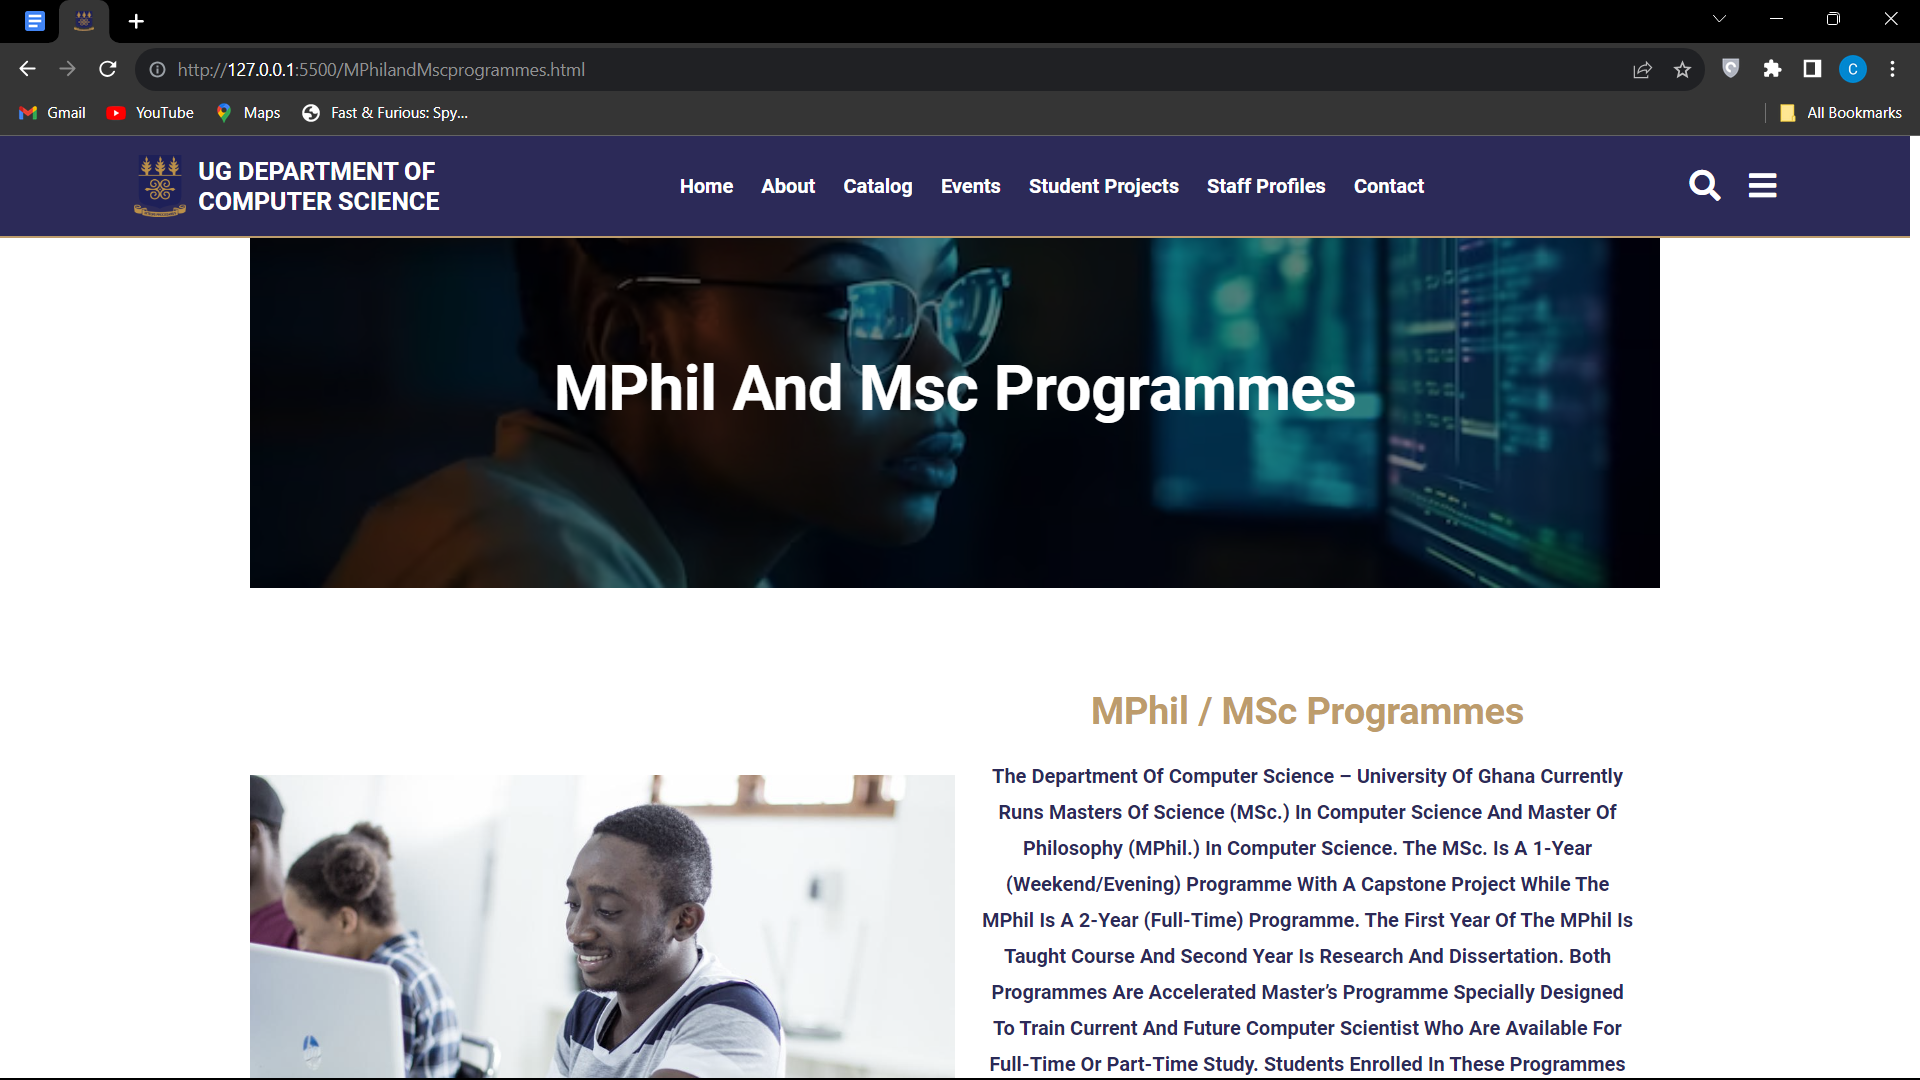 http://127.0.0.1:5500/MPhilandMscprogrammes.html
C
Gmail
YouTube
Maps
Fast & Furious: Spy...
All Bookmarks
UG DEPARTMENT OF
COMPUTER SCIENCE
Home
About
Catalog
Events
Student Projects
Staff Profiles
Contact
MPhil And Msc Programmes
MPhil / MSc Programmes
The Department Of Computer Science – University Of Ghana Currently
Runs Masters Of Science (MSc.) In Computer Science And Master Of
Philosophy (MPhil.) In Computer Science. The MSc. Is A 1-Year
(Weekend/Evening) Programme With A Capstone Project While The
MPhil Is A 2-Year (Full-Time) Programme. The First Year Of The MPhil Is
Taught Course And Second Year Is Research And Dissertation. Both
Programmes Are Accelerated Master’s Programme Specially Designed
To Train Current And Future Computer Scientist Who Are Available For
Full-Time Or Part-Time Study. Students Enrolled In These Programmes